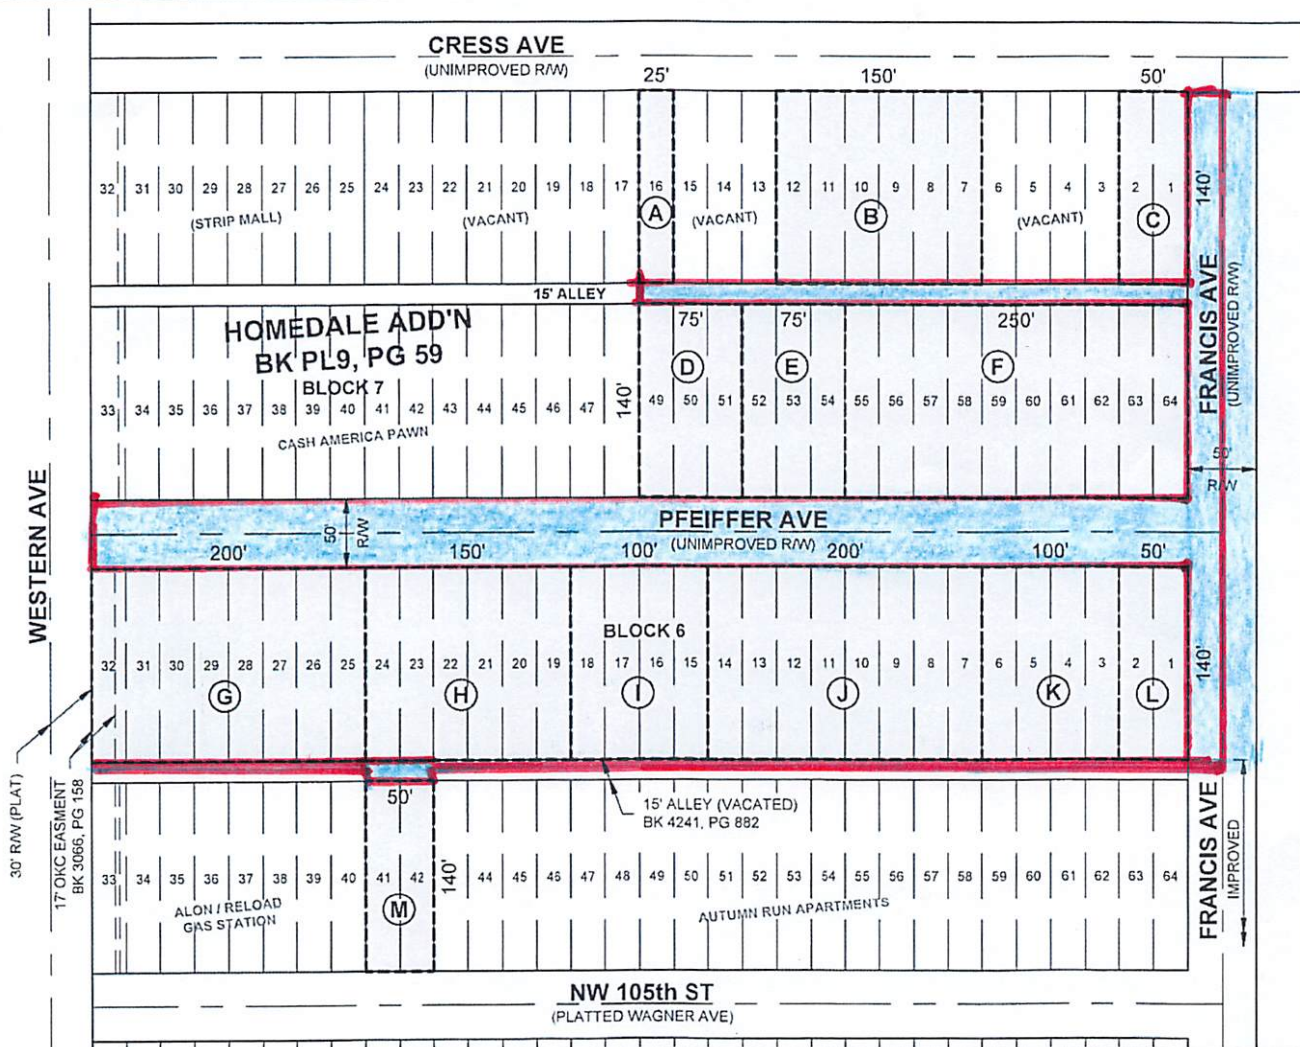 CRESS AVE
(UNIMPROVED R/W)
25' 150' 50'
32 31 30 29 28 27 26 25 24 23 22 21 20 19 18 17 16 15 14 13 12 11 10 9 8 7 6 5 4 3 2 1
(STRIP MALL) (VACANT) A (VACANT) B (VACANT) C
140'
FRANCIS AVE
(UNIMPROVED R/W)
15' ALLEY
HOMEDALE ADD'N
BK PL9, PG 59
BLOCK 7
75' 75' 250'
D E F
33 34 35 36 37 38 39 40 41 42 43 44 45 46 47 140' 49 50 51 52 53 54 55 56 57 58 59 60 61 62 63 64
CASH AMERICA PAWN
50'
R/W
WESTERN AVE
50'
R/W
PFEIFFER AVE
(UNIMPROVED R/W)
200' 150' 100' 200' 100' 50'
BLOCK 6
32 31 30 29 28 27 26 25 24 23 22 21 20 19 18 17 16 15 14 13 12 11 10 9 8 7 6 5 4 3 2 1
140'
G H I J K L
30' R/W (PLAT)
17' OKC EASMENT
BK 3066, PG 158
50'
15' ALLEY (VACATED)
BK 4241, PG 882
33 34 35 36 37 38 39 40 41 42 140' 44 45 46 47 48 49 50 51 52 53 54 55 56 57 58 59 60 61 62 63 64
ALON / RELOAD
GAS STATION
M
AUTUMN RUN APARTMENTS
FRANCIS AVE
IMPROVED
NW 105th ST
(PLATTED WAGNER AVE)